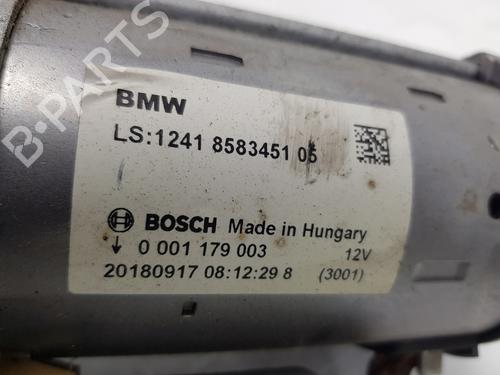 BMW
LS:1241 8583451 05
BOSCH Made in Hungary
0 001 179 003 12V
20180917 08:12:29 8 (3001)
B-PARTS